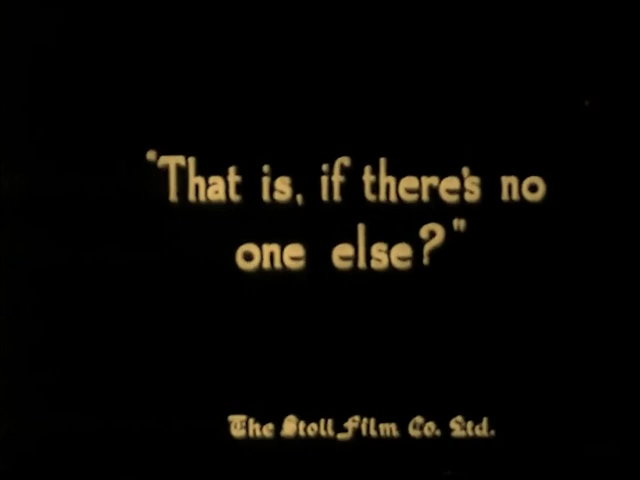 "That is, if there's no
one else?"
The Stoll Film Co. Ltd.